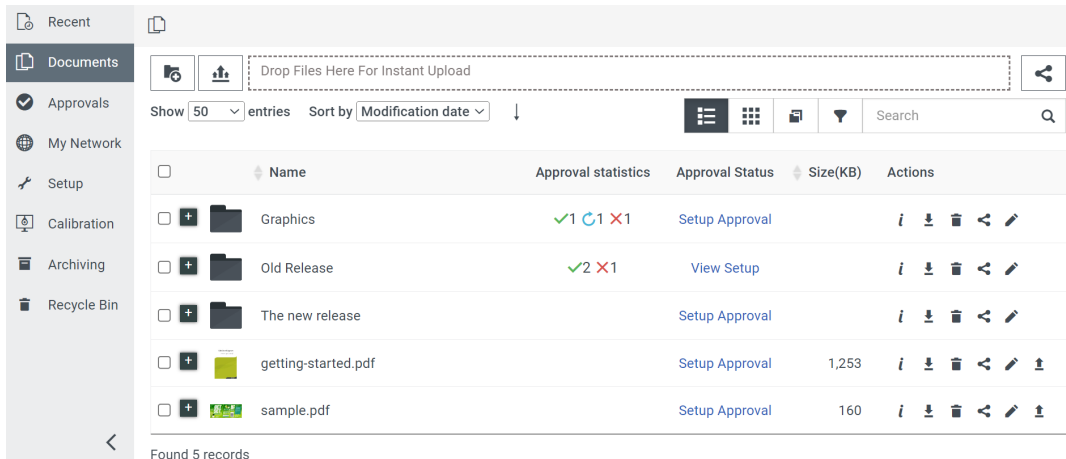 Recent
Documents
Approvals
My Network
Setup
Calibration
Archiving
Recycle Bin
Drop Files Here For Instant Upload
Show 50 entries Sort by Modification date
Search
Name Approval statistics Approval Status Size(KB) Actions
Graphics 1 1 1 Setup Approval
Old Release 2 1 View Setup
The new release Setup Approval
getting-started.pdf Setup Approval 1,253
sample.pdf Setup Approval 160
Found 5 records